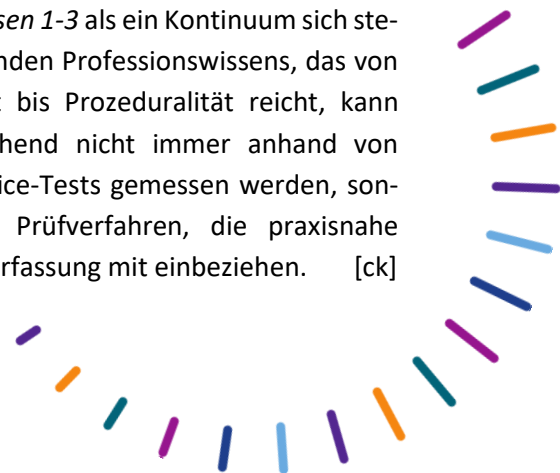 sen 1-3 als ein Kontinuum sich ste-
nden Professionswissens, das von
t bis Prozeduralität reicht, kann
hend nicht immer anhand von
ice-Tests gemessen werden, son-
Prüfverfahren, die praxisnahe
erfassung mit einbeziehen. [ck]